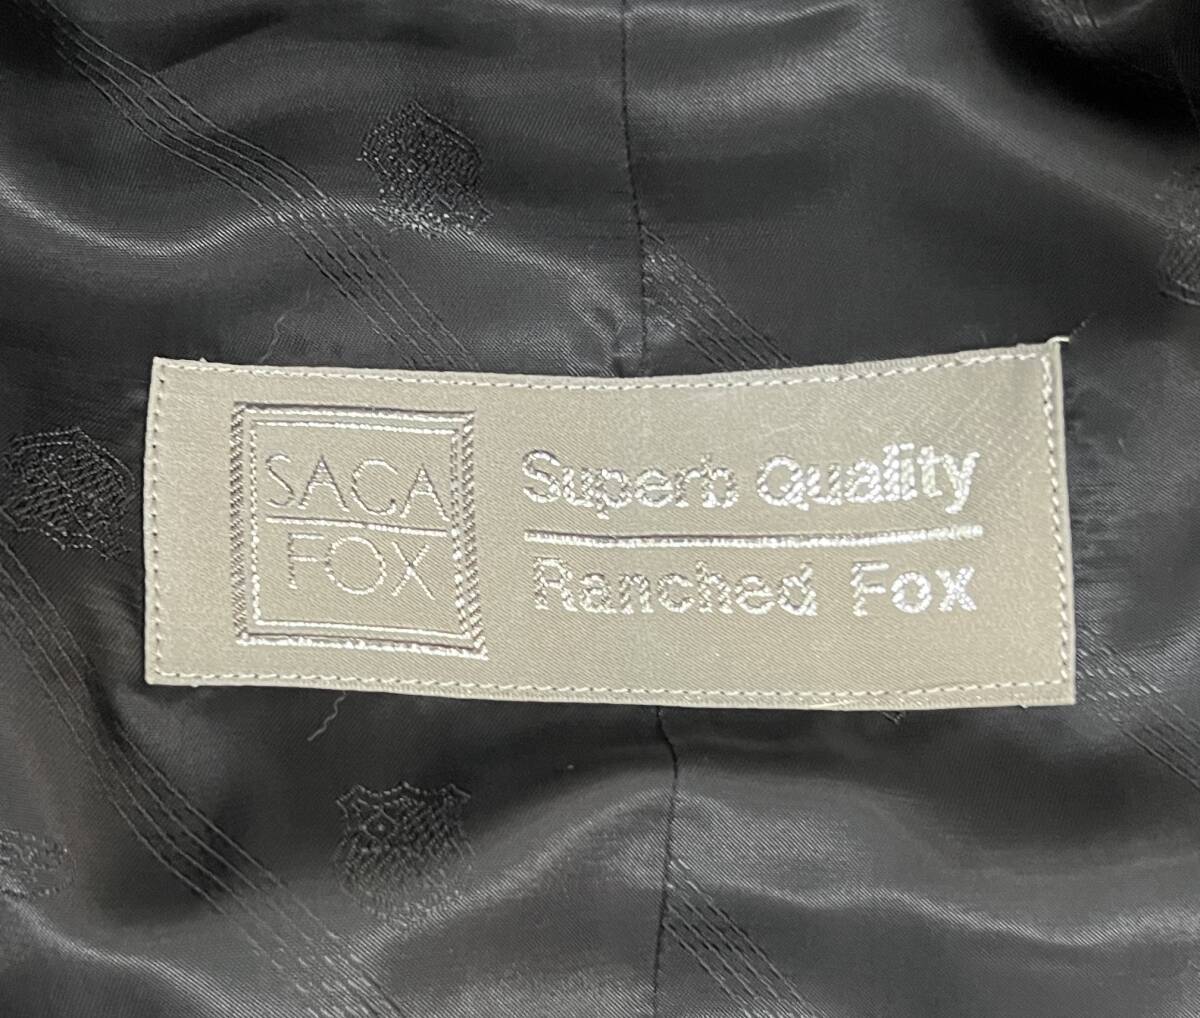 SAGA
FOX
Superb Quality
Ranched Fox